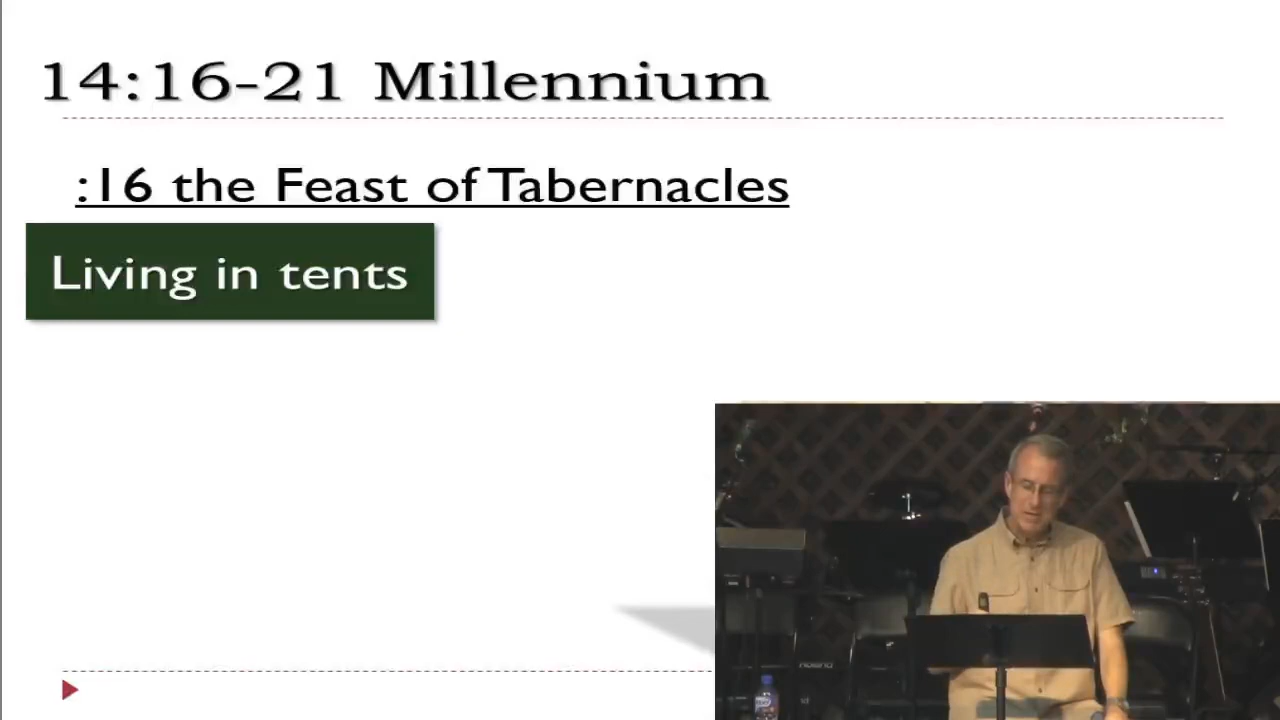 14:16-21 Millennium
:16 the Feast of Tabernacles
Living in tents